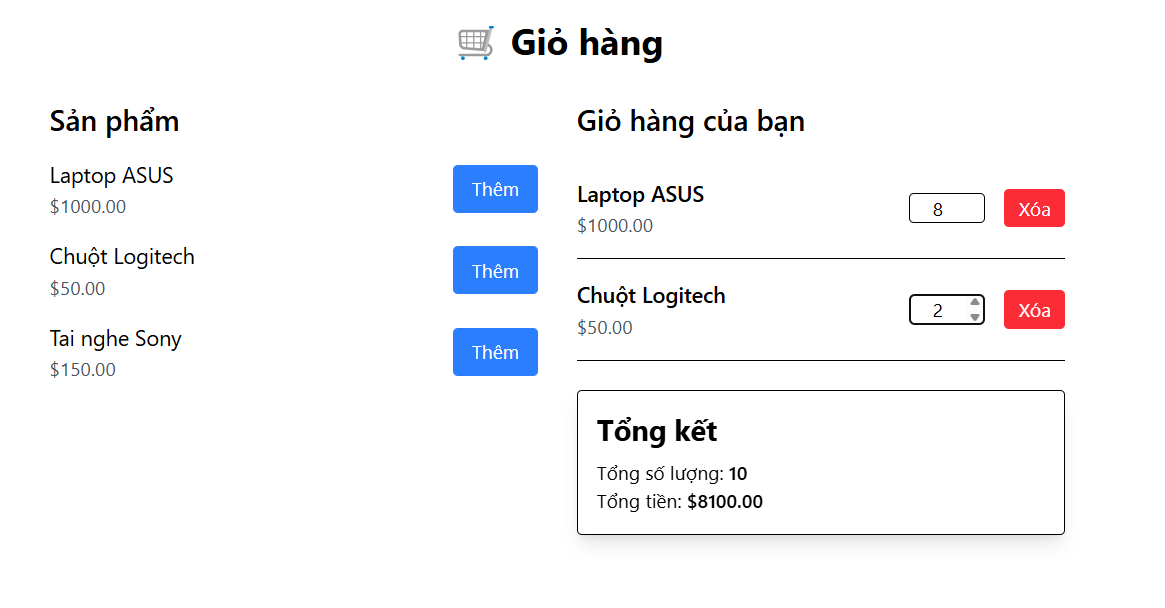 Giỏ hàng
Sản phẩm
Laptop ASUS
$1000.00
Thêm
Chuột Logitech
$50.00
Thêm
Tai nghe Sony
$150.00
Thêm
Giỏ hàng của bạn
Laptop ASUS
$1000.00
8
Xóa
Chuột Logitech
$50.00
2
Xóa
Tổng kết
Tổng số lượng: 10
Tổng tiền: $8100.00